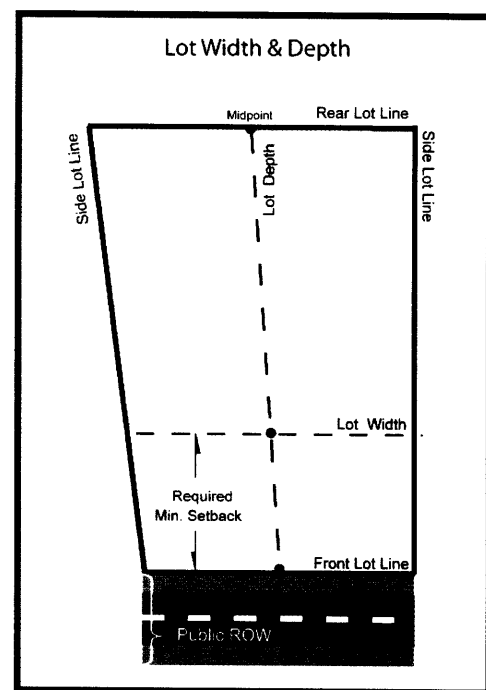 Lot Width & Depth
Midpoint
Rear Lot Line
Side Lot Line
Lot Depth
Side Lot Line
Lot Width
Required
Min. Setback
Front Lot Line
Public ROW